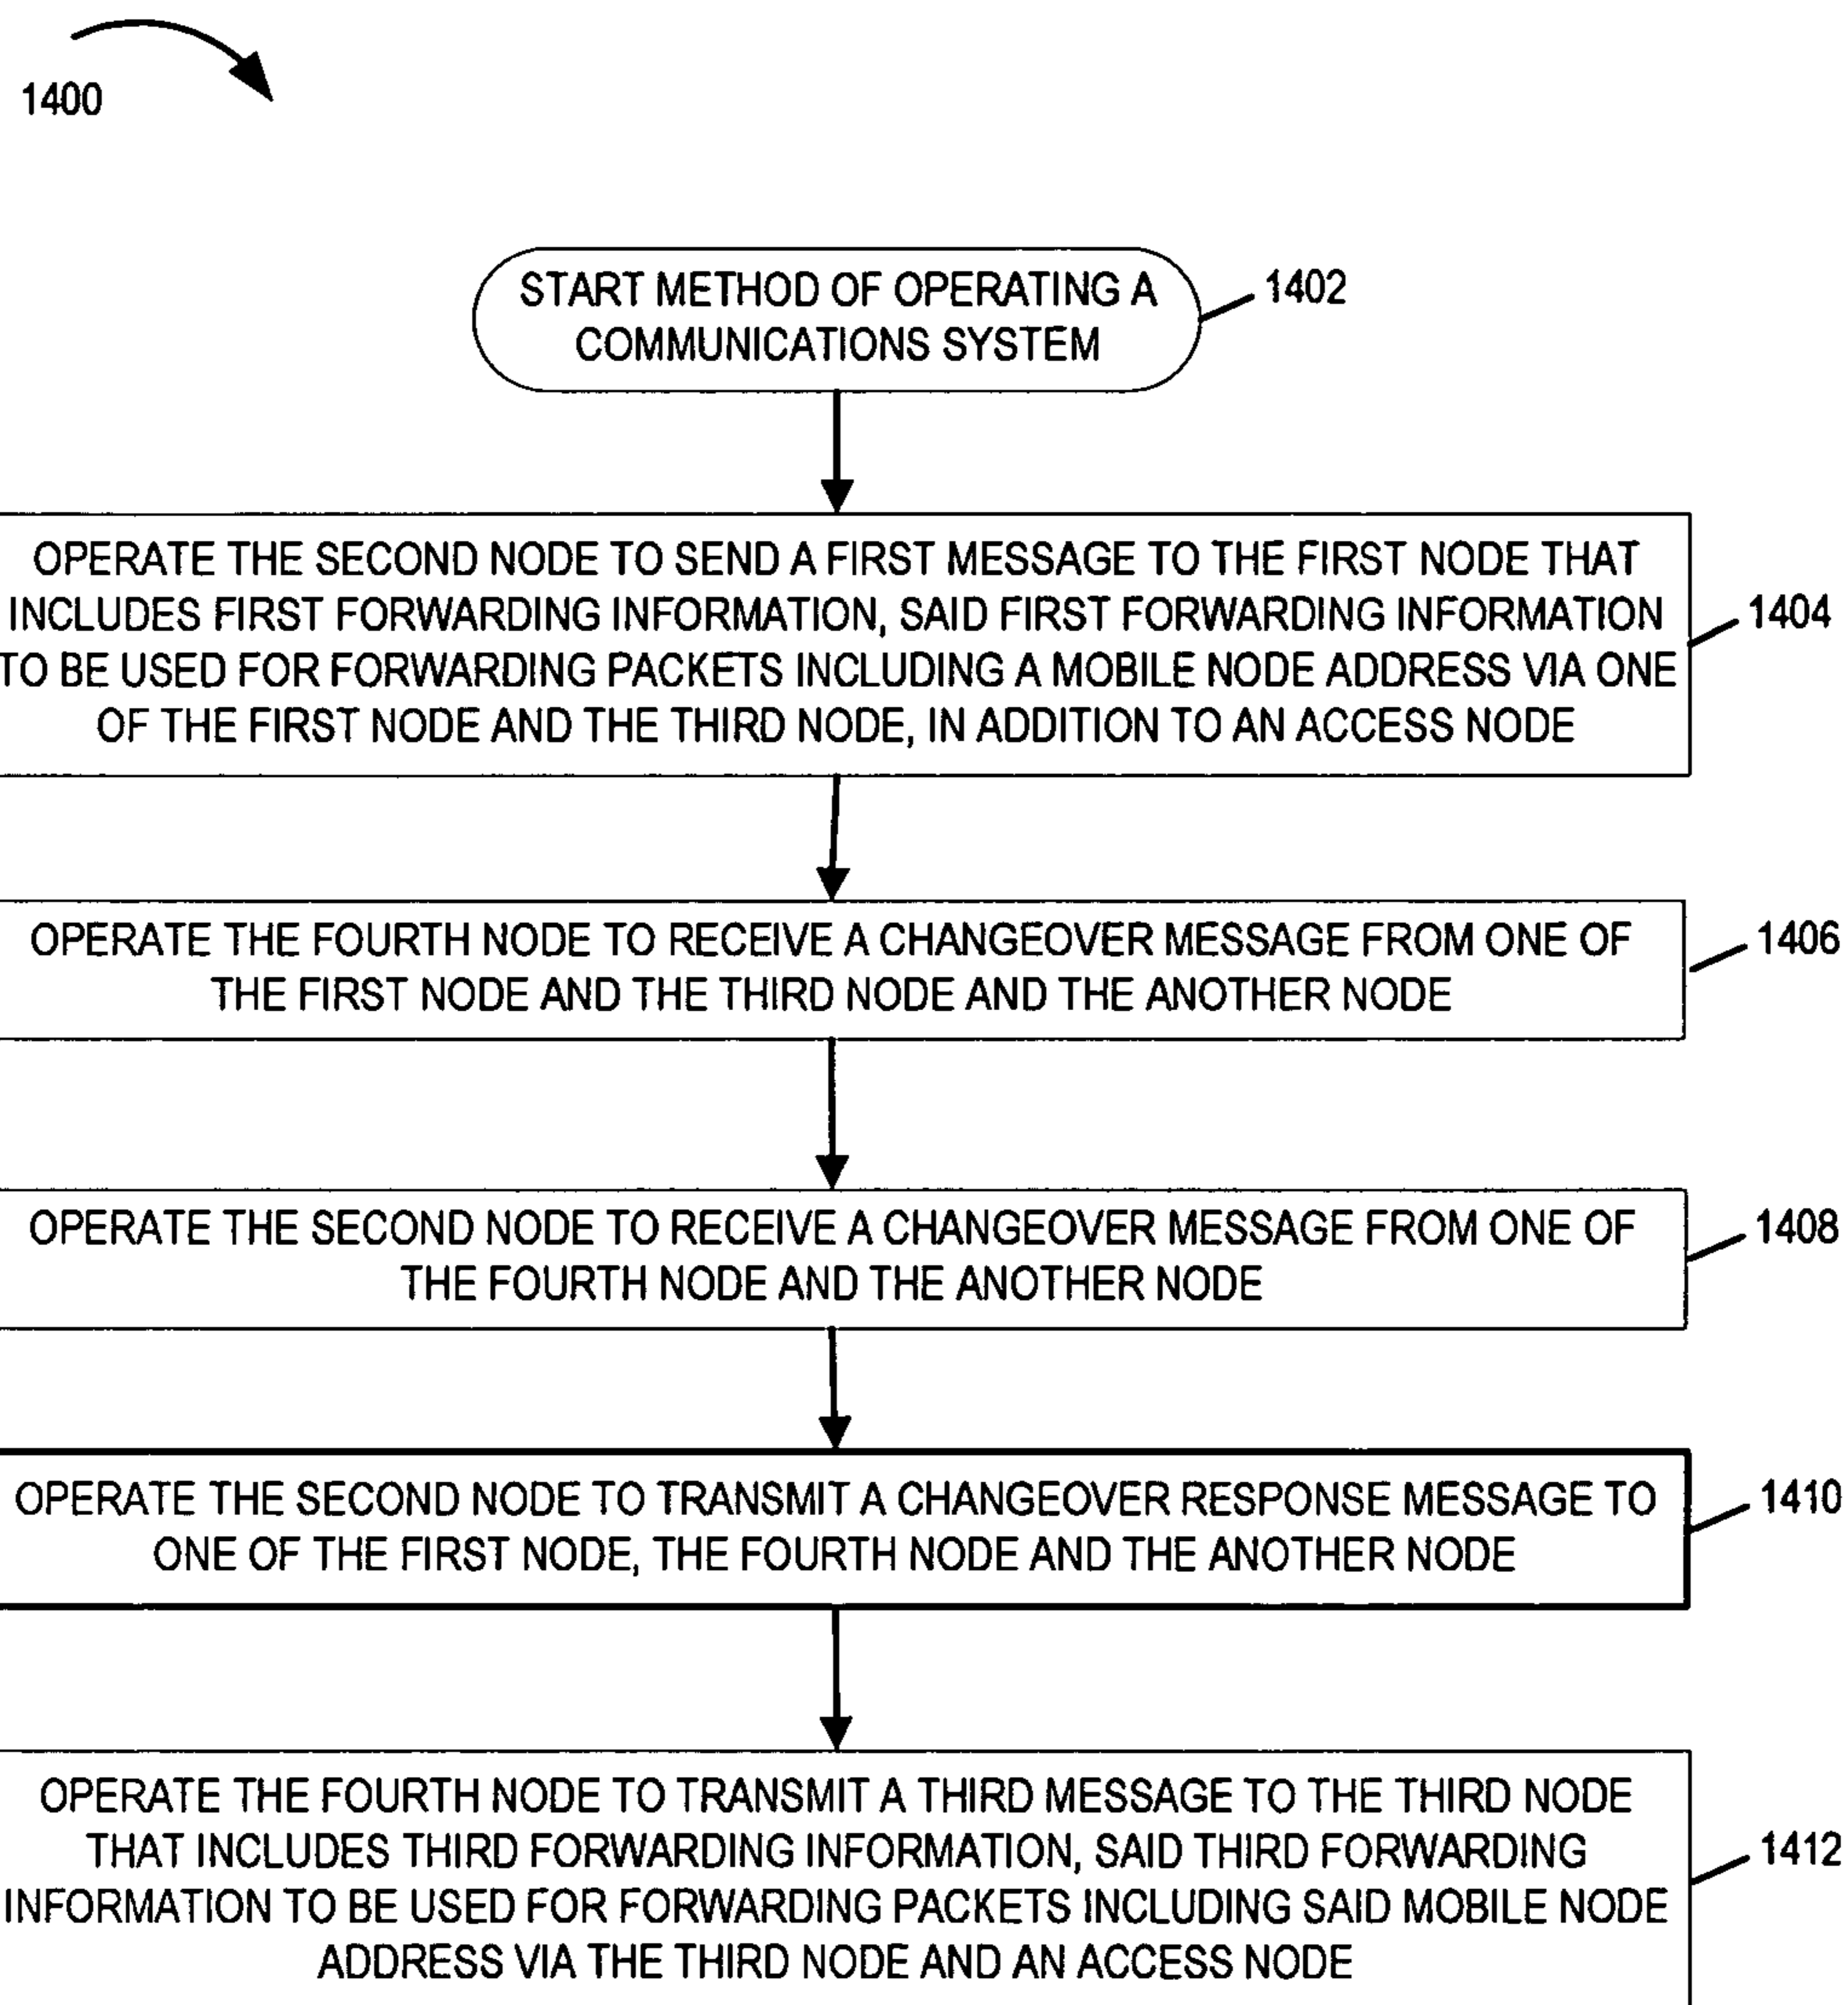 1400
START METHOD OF OPERATING A
COMMUNICATIONS SYSTEM
1402
OPERATE THE SECOND NODE TO SEND A FIRST MESSAGE TO THE FIRST NODE THAT
INCLUDES FIRST FORWARDING INFORMATION, SAID FIRST FORWARDING INFORMATION
TO BE USED FOR FORWARDING PACKETS INCLUDING A MOBILE NODE ADDRESS VIA ONE
OF THE FIRST NODE AND THE THIRD NODE, IN ADDITION TO AN ACCESS NODE
1404
OPERATE THE FOURTH NODE TO RECEIVE A CHANGEOVER MESSAGE FROM ONE OF
THE FIRST NODE AND THE THIRD NODE AND THE ANOTHER NODE
1406
OPERATE THE SECOND NODE TO RECEIVE A CHANGEOVER MESSAGE FROM ONE OF
THE FOURTH NODE AND THE ANOTHER NODE
1408
OPERATE THE SECOND NODE TO TRANSMIT A CHANGEOVER RESPONSE MESSAGE TO
ONE OF THE FIRST NODE, THE FOURTH NODE AND THE ANOTHER NODE
1410
OPERATE THE FOURTH NODE TO TRANSMIT A THIRD MESSAGE TO THE THIRD NODE
THAT INCLUDES THIRD FORWARDING INFORMATION, SAID THIRD FORWARDING
INFORMATION TO BE USED FOR FORWARDING PACKETS INCLUDING SAID MOBILE NODE
ADDRESS VIA THE THIRD NODE AND AN ACCESS NODE
1412